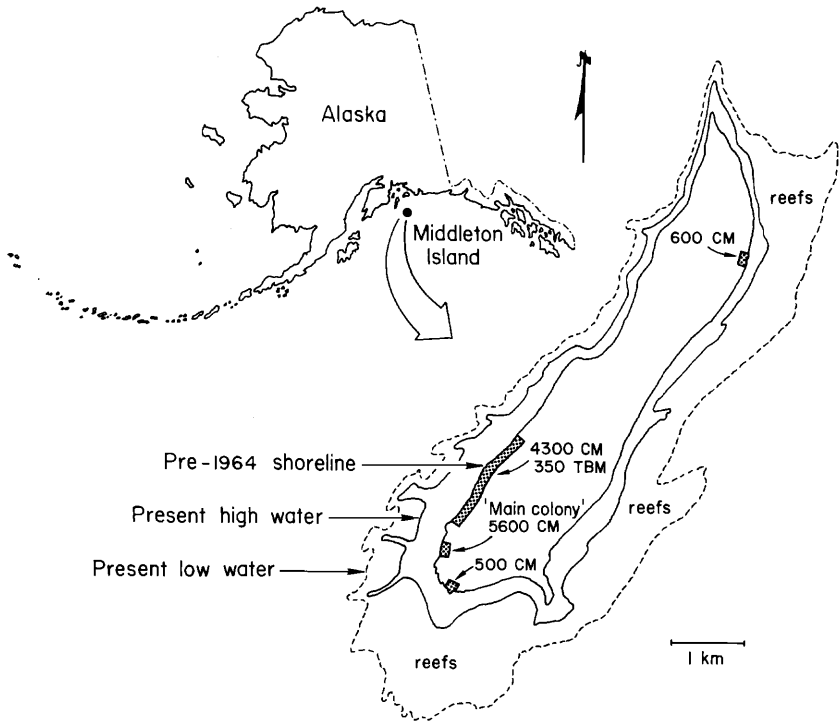 Alaska
Middleton
Island
reefs
600 CM
Pre-1964 shoreline
4300 CM
350 TBM
'Main colony'
5600 CM
reefs
Present high water
500 CM
Present low water
reefs
1 km